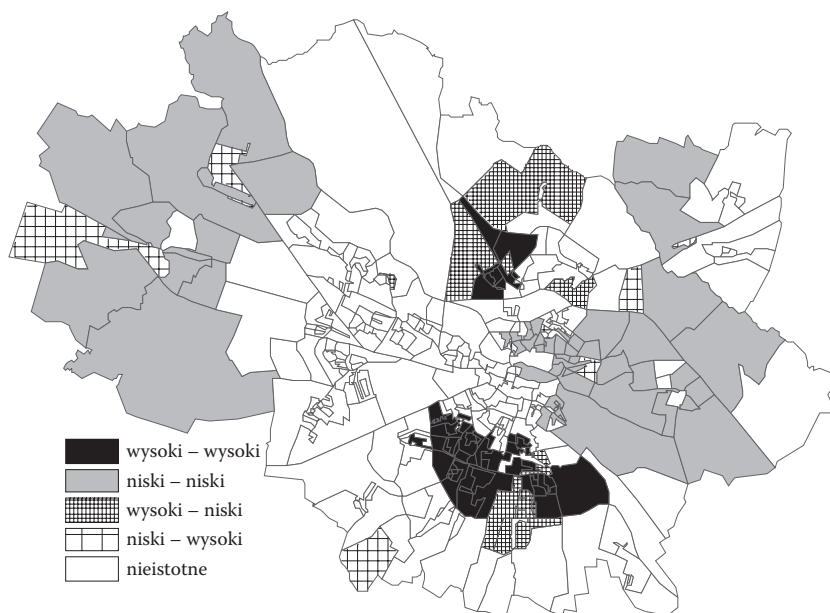 wysoki – wysoki
niski – niski
wysoki – niski
niski – wysoki
nieistotne